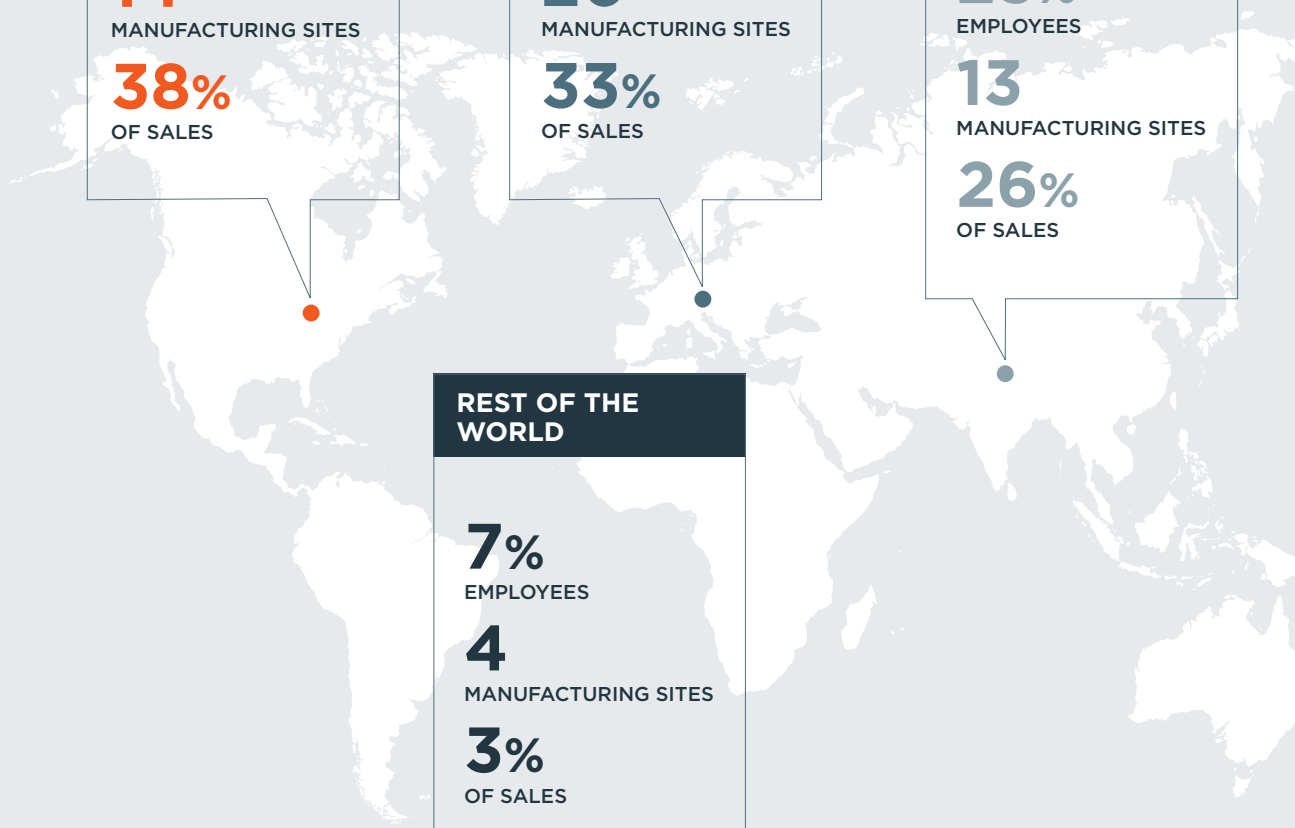 MANUFACTURING SITES
38%
OF SALES
MANUFACTURING SITES
33%
OF SALES
EMPLOYEES
13
MANUFACTURING SITES
26%
OF SALES
REST OF THE
WORLD
7%
EMPLOYEES
4
MANUFACTURING SITES
3%
OF SALES